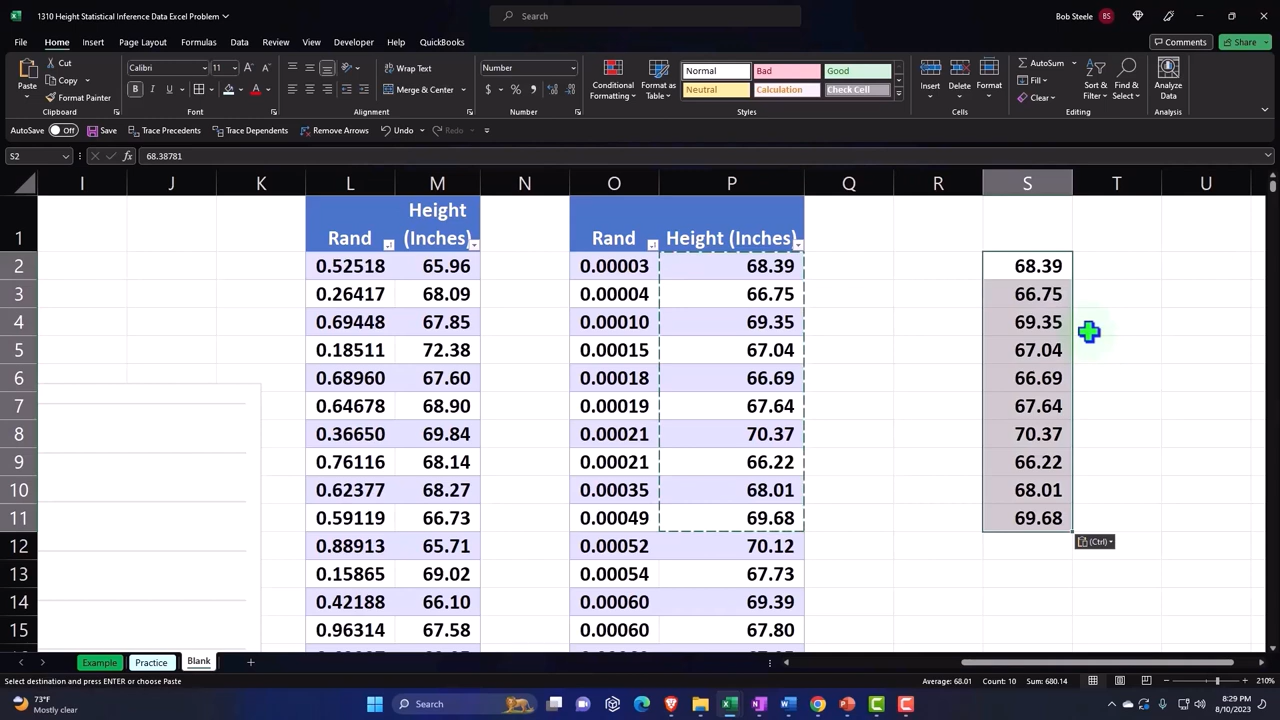 1310 Height Statistical Inference Data Excel Problem
Search
Bob Steele BS
File Home Insert Page Layout Formulas Data Review View Developer Help QuickBooks
Comments Share
Cut
Copy
Format Painter
Paste
Clipboard
Calibri 11
Font
Wrap Text
Merge & Center
Alignment
Number
Number
Conditional Formatting
Format as Table
Normal Bad Good
Neutral Calculation Check Cell
Styles
Insert Delete Format
Cells
AutoSum
Fill
Clear
Sort & Filter
Find & Select
Editing
Analyze Data
Analysis
AutoSave Off Save Trace Precedents Trace Dependents Remove Arrows Undo Redo
S2 fx 68.38781
I J K L M N O P Q R S T U
1 Rand Height (Inches) Rand Height (Inches)
2 0.52518 65.96 0.00003 68.39 68.39
3 0.26417 68.09 0.00004 66.75 66.75
4 0.69448 67.85 0.00010 69.35 69.35
5 0.18511 72.38 0.00015 67.04 67.04
6 0.68960 67.60 0.00018 66.69 66.69
7 0.64678 68.90 0.00019 67.64 67.64
8 0.36650 69.84 0.00021 70.37 70.37
9 0.76116 68.14 0.00021 66.22 66.22
10 0.62377 68.27 0.00035 68.01 68.01
11 0.59119 66.73 0.00049 69.68 69.68
12 0.88913 65.71 0.00052 70.12
(Ctrl)
13 0.15865 69.02 0.00054 67.73
14 0.42188 66.10 0.00060 69.39
15 0.96314 67.58 0.00060 67.80
Example Practice Blank
Select destination and press ENTER or choose Paste Average: 68.01 Count: 10 Sum: 680.14 210%
73°F
Mostly clear
Search
8:29 PM
8/10/2023